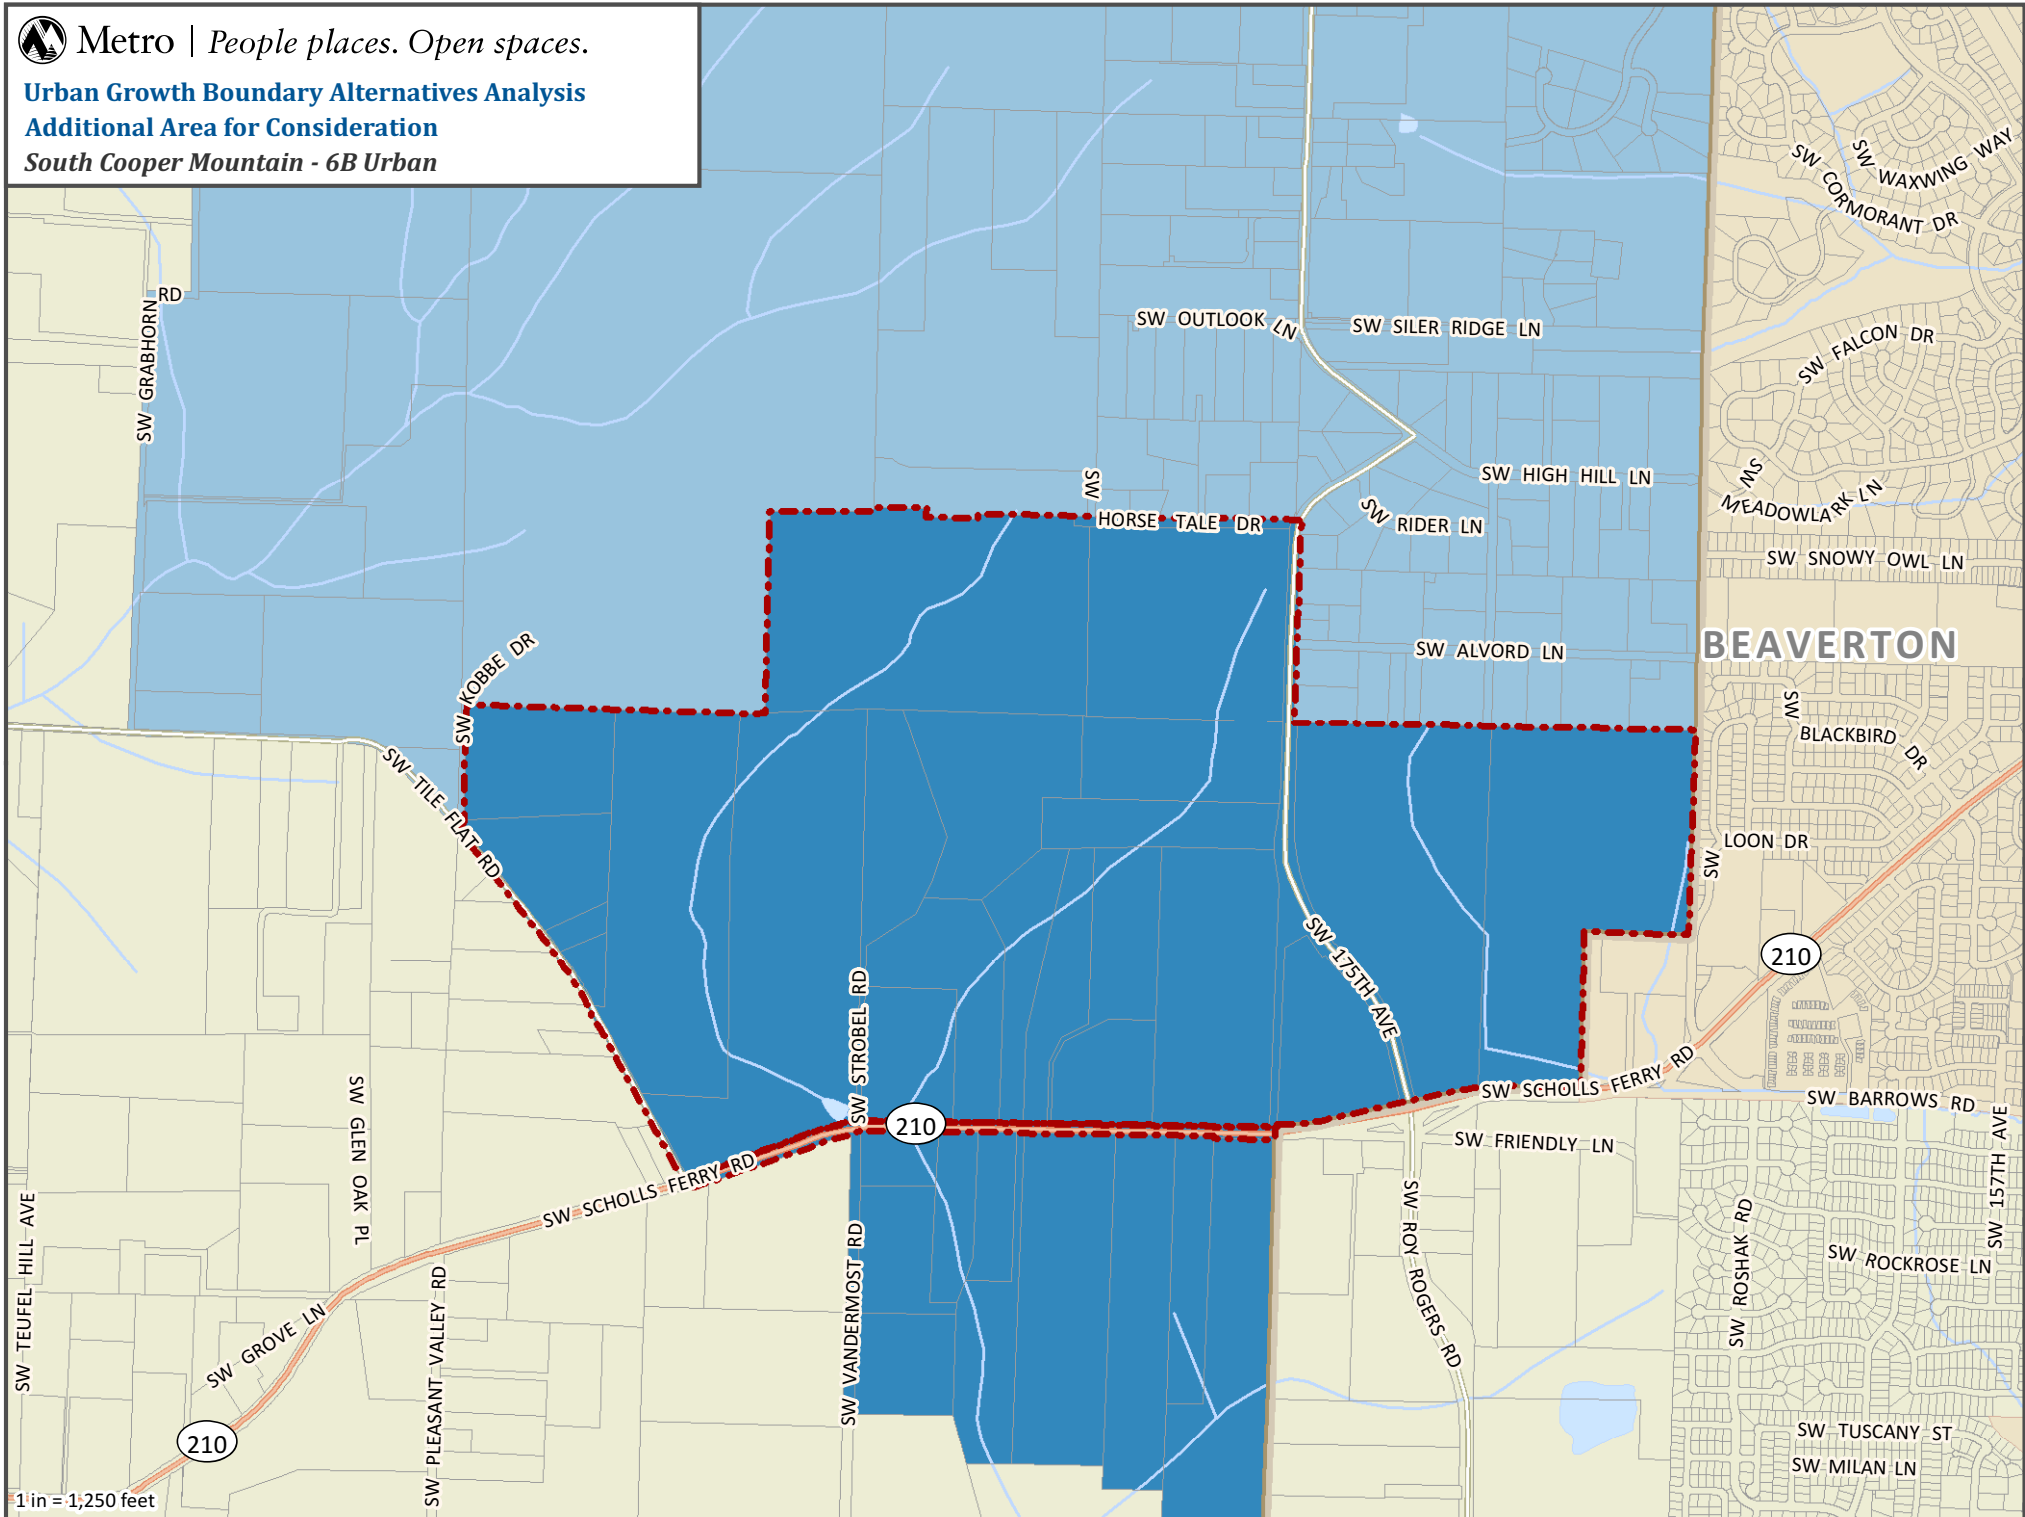 Metro | People places. Open spaces.
Urban Growth Boundary Alternatives Analysis
Additional Area for Consideration
South Cooper Mountain - 6B Urban
SW WAXWING WAY
SW CORMORANT DR
SW GRABHORN RD
SW OUTLOOK LN
SW SILER RIDGE LN
SW FALCON DR
SW HIGH HILL LN
SW MEADOWLARK LN
SW HORSE TALE DR
SW RIDER LN
SW SNOWY OWL LN
SW KOBBE DR
SW ALVORD LN
BEAVERTON
SW BLACKBIRD DR
SW TILE FLAT RD
SW LOON DR
SW 175TH AVE
210
SW STROBEL RD
SW SCHOLLS FERRY RD
SW BARROWS RD
210
SW FRIENDLY LN
SW GLEN OAK PL
SW SCHOLLS FERRY RD
SW 157TH AVE
SW TEUFEL HILL AVE
SW VANDERMOST RD
SW ROY ROGERS RD
SW ROSHAK RD
SW ROCKROSE LN
SW GROVE LN
SW PLEASANT VALLEY RD
210
SW TUSCANY ST
SW MILAN LN
1 in = 1,250 feet